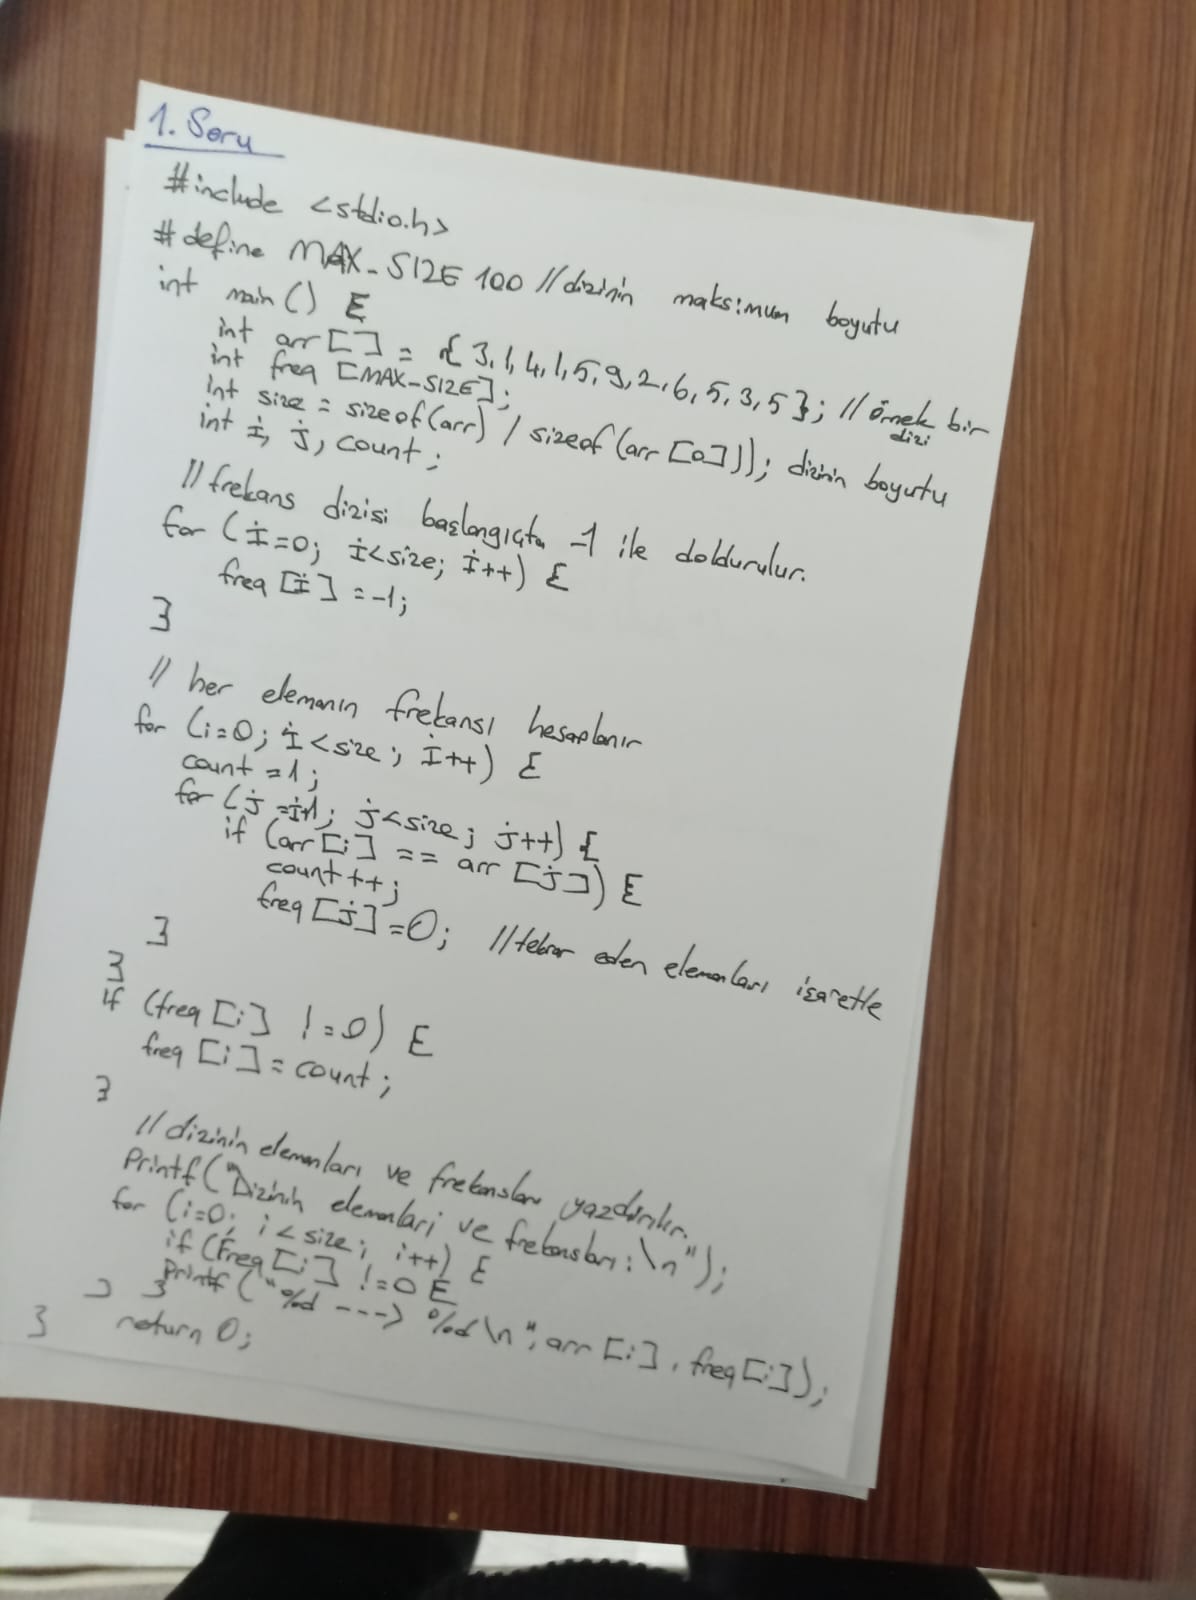 1. Soru
#include <stdio.h>
#define MAX_SIZE 100 //dizinin maksimum boyutu
int main() {
int arr[] = {3,1,4,1,5,9,2,6,5,3,5}; //örnek bir dizi
int freq [MAX_SIZE];
int size = sizeof(arr) / sizeof(arr[0])); dizinin boyutu
int i, j, count;
//frekans dizisi başlangıçta -1 ile doldurulur.
for (i=0; i<size; i++) {
freq [i] = -1;
}
// her elemanın frekansı hesaplanır
for (i=0; i<size; i++) {
count = 1;
for (j=i+1; j<size; j++) {
if (arr[i] == arr[j]) {
count++;
freq[j]=0; //tekrar eden elemanları işaretle
}
}
if (freq[i] != 0) {
freq[i] = count;
}
//dizinin elemanları ve frekansları yazdırılır.
Printf("Dizinin elemanlari ve frekansları:\n");
for (i=0; i<size; i++) {
if (freq[i] !=0 {
Printf ("%d ---> %d\n", arr[i], freq[i]);
} }
return 0;
}